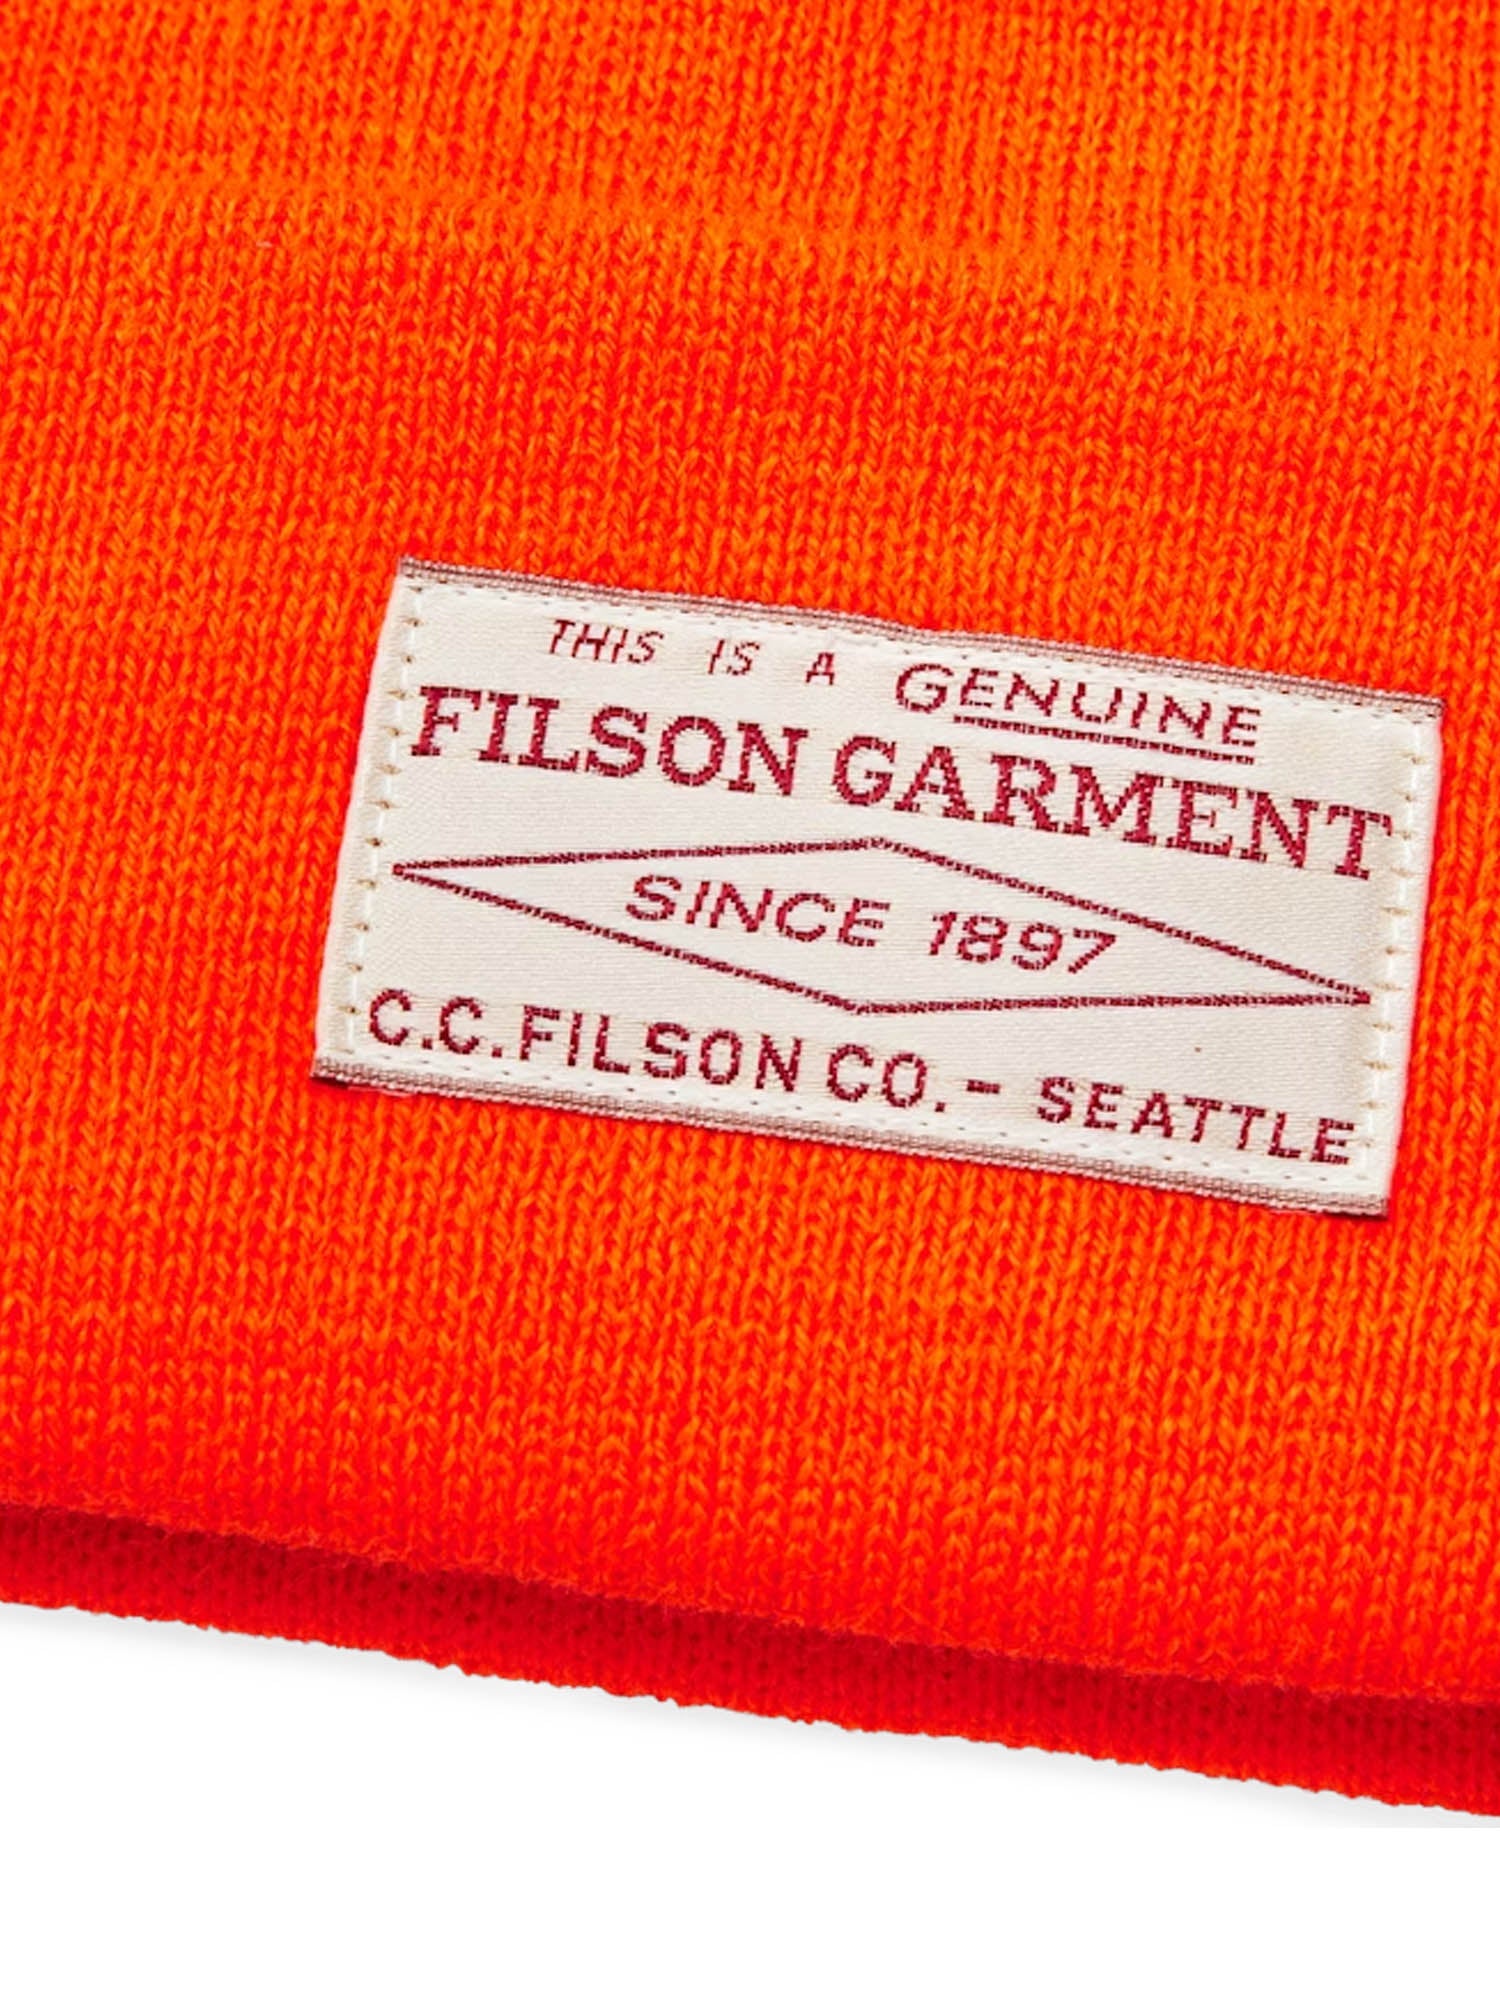 THIS IS A GENUINE
FILSON GARMENT
SINCE 1897
C.C.FILSON CO. - SEATTLE